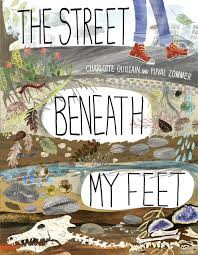 THE STREET
CHARLOTTE GUILLAIN AND YUVAL ZOMMER
BENEATH
MY FEET